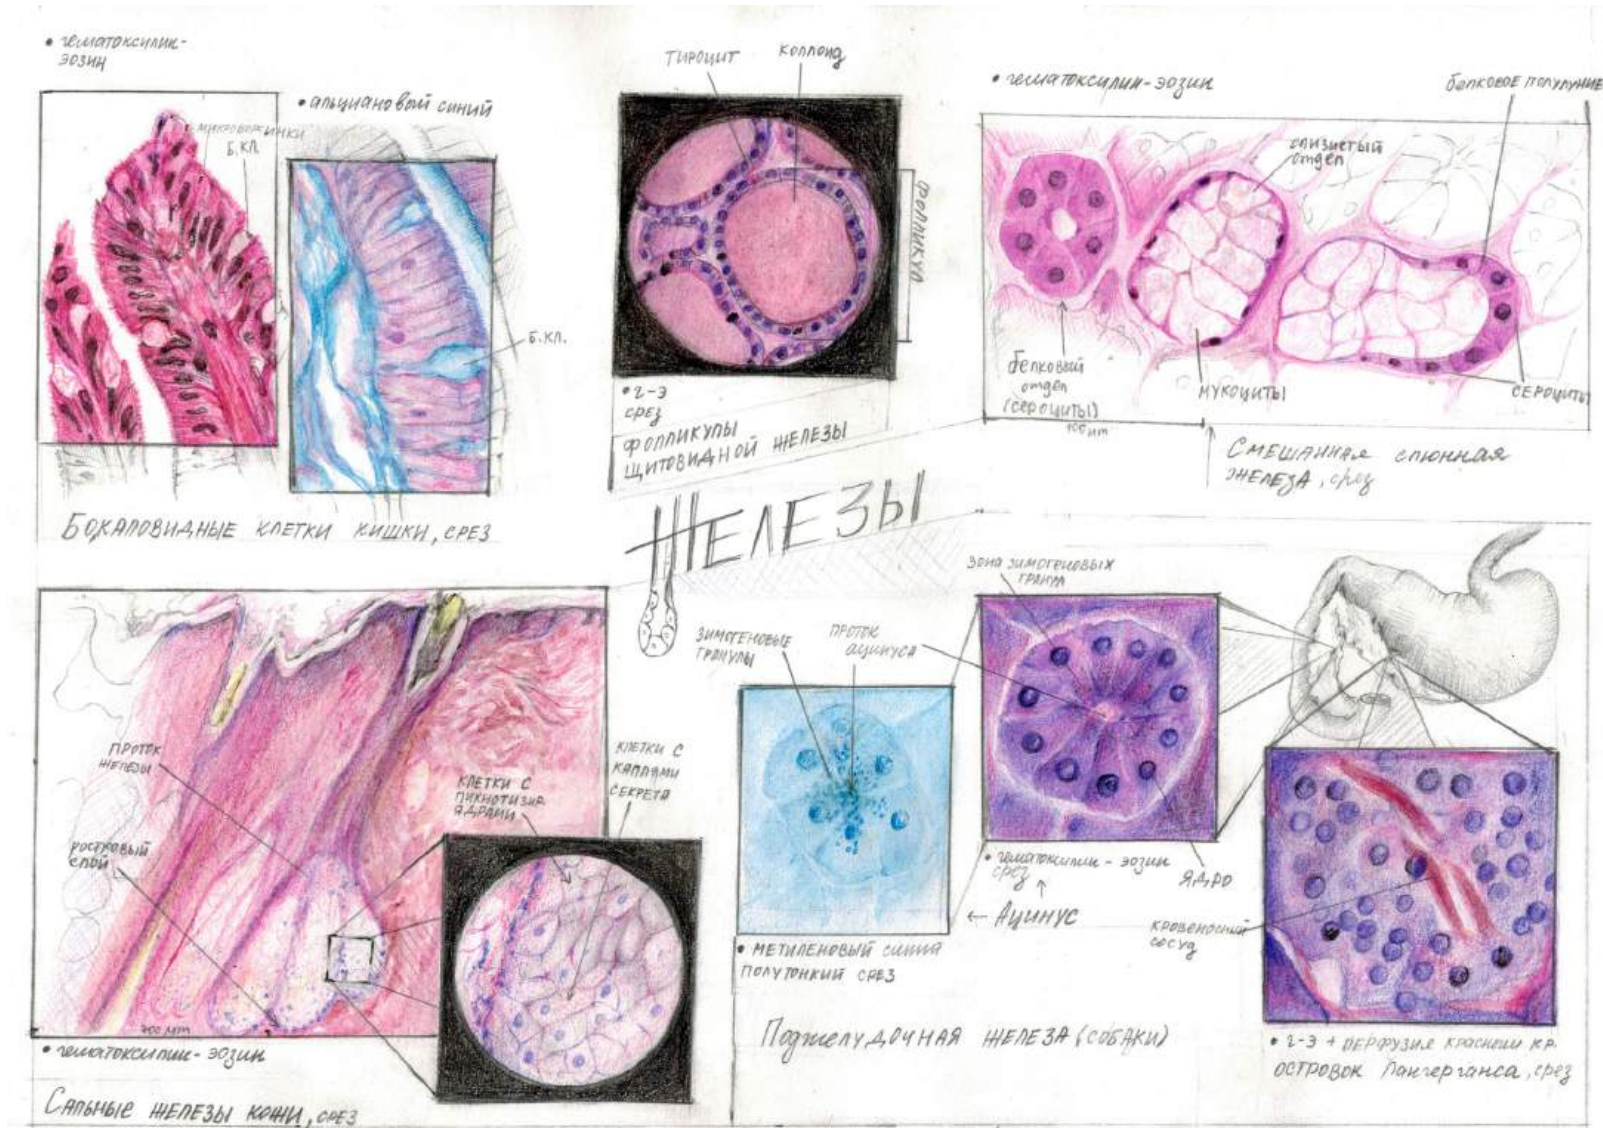 • гематоксилин-
эозин
• альциановый синий
микроворсинки
Б.КЛ.
Б.КЛ.
Бокаловидные клетки кишки, срез
тироцит
коллоид
фолликул
• г-э
срез
фолликулы
щитовидной железы
• гематоксилин-эозин
белковое полулуние
слизистый
отдел
белковый
отдел
(сероциты)
мукоциты
сероциты
100 μm
Смешанная слюнная
железа, срез
ЖЕЛЕЗЫ
проток
железы
ростковый
слой
клетки с
пикнотизир.
ядрами
клетки с
каплями
секрета
700 μm
• гематоксилин-эозин
Сальные железы кожи, срез
зона зимогеновых
гранул
зимогеновые
гранулы
проток
ацинуса
• гематоксилин-эозин
срез
ядро
← Ацинус
• метиленовый синий
полутонкий срез
кровеносный
сосуд
Поджелудочная железа (собаки)
• г-э + перфузия красной кр.
островок Лангерганса, срез